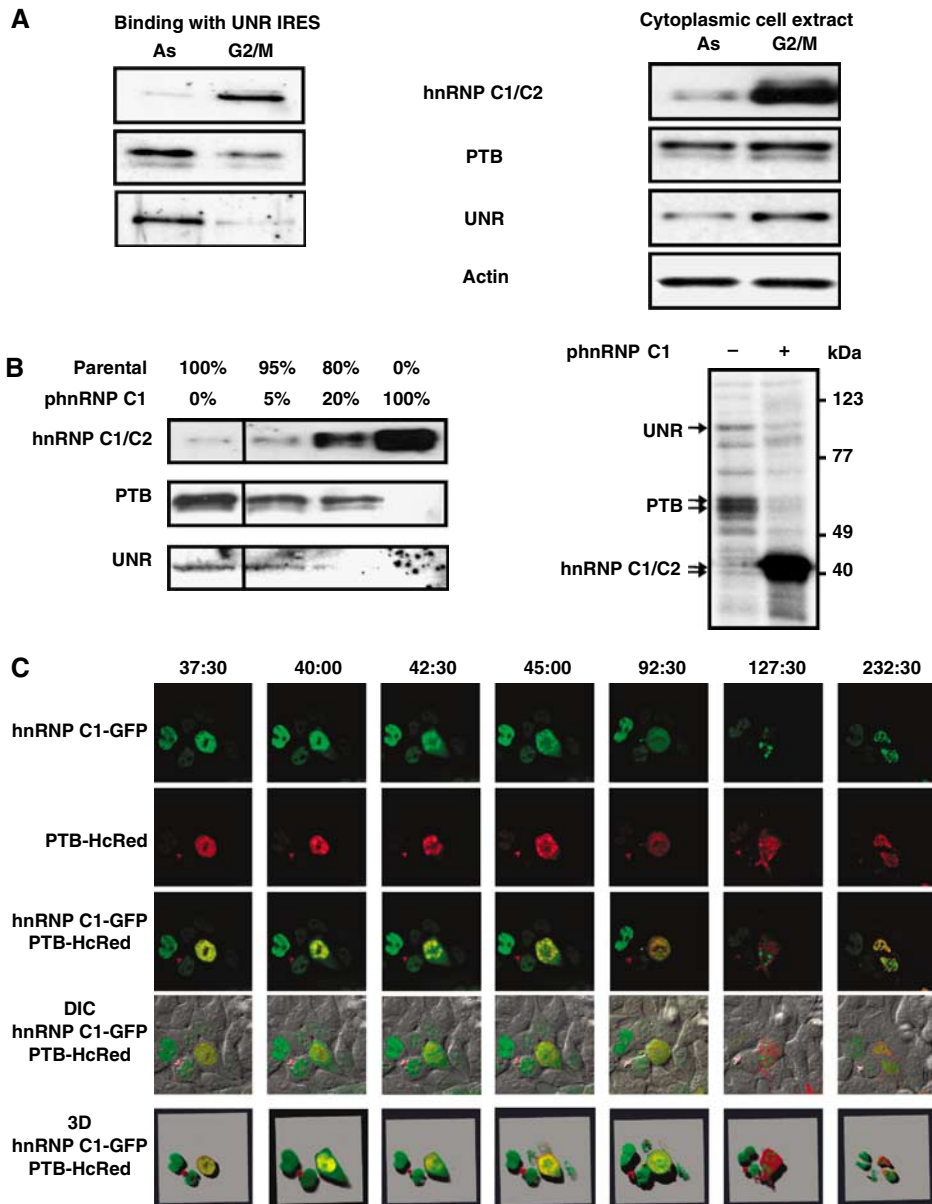 A
Binding with UNR IRES
As G2/M
Cytoplasmic cell extract
As G2/M
hnRNP C1/C2
PTB
UNR
Actin
B
Parental 100% 95% 80% 0%
phnRNP C1 0% 5% 20% 100%
hnRNP C1/C2
PTB
UNR
phnRNP C1 − + kDa
123
UNR
77
PTB
49
hnRNP C1/C2 40
C
37:30 40:00 42:30 45:00 92:30 127:30 232:30
hnRNP C1-GFP
PTB-HcRed
hnRNP C1-GFP
PTB-HcRed
DIC
hnRNP C1-GFP
PTB-HcRed
3D
hnRNP C1-GFP
PTB-HcRed